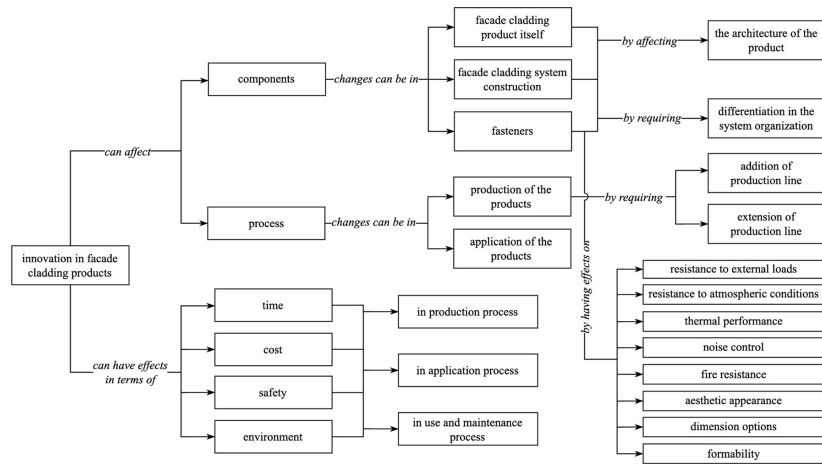 facade cladding
product itself
by affecting
the architecture of the
product
components
changes can be in
facade cladding system
construction
fasteners
by requiring
differentiation in the
system organization
can affect
process
changes can be in
production of the
products
by requiring
addition of
production line
extension of
production line
application of the
products
innovation in facade
cladding products
by having effects on
resistance to external loads
resistance to atmospheric conditions
thermal performance
noise control
fire resistance
aesthetic appearance
dimension options
formability
can have effects
in terms of
time
cost
safety
environment
in production process
in application process
in use and maintenance
process